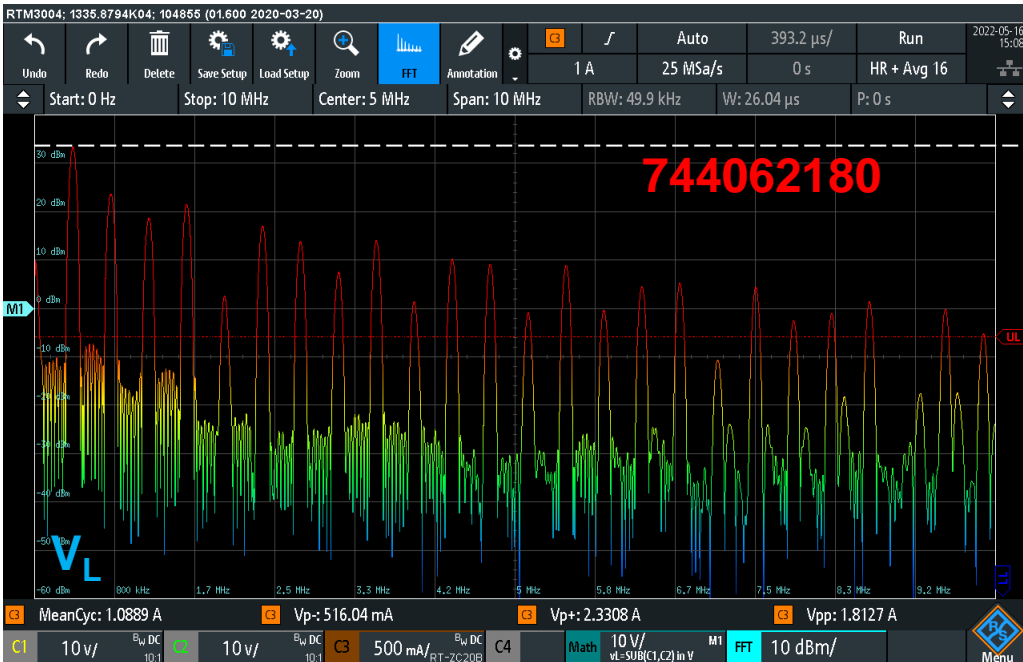 RTM3004; 1335.8794K04; 104855 (01.600 2020-03-20)
Undo Redo Delete Save Setup Load Setup Zoom FFT Annotation
C3 Auto 393.2 µs/ Run 2022-05-16 15:08
1 A 25 MSa/s 0 s HR + Avg 16
Start: 0 Hz Stop: 10 MHz Center: 5 MHz Span: 10 MHz RBW: 49.9 kHz W: 26.04 µs P: 0 s
30 dBm
744062180
20 dBm
10 dBm
0 dBm
M1
UL
-10 dBm
-20 dBm
-30 dBm
-40 dBm
-50 dBm
VL
LL
-60 dBm 800 kHz 1.7 MHz 2.5 MHz 3.3 MHz 4.2 MHz 5 MHz 5.8 MHz 6.7 MHz 7.5 MHz 8.3 MHz 9.2 MHz
C3 MeanCyc: 1.0889 A C3 Vp-: 516.04 mA C3 Vp+: 2.3308 A C3 Vpp: 1.8127 A
C1 10 V/ BW DC 10:1 C2 10 V/ BW DC 10:1 C3 500 mA/ BW DC RT-ZC20B C4 Math 10 V/ M1 vL=SUB(C1,C2) in V FFT 10 dBm/ R&S Menu